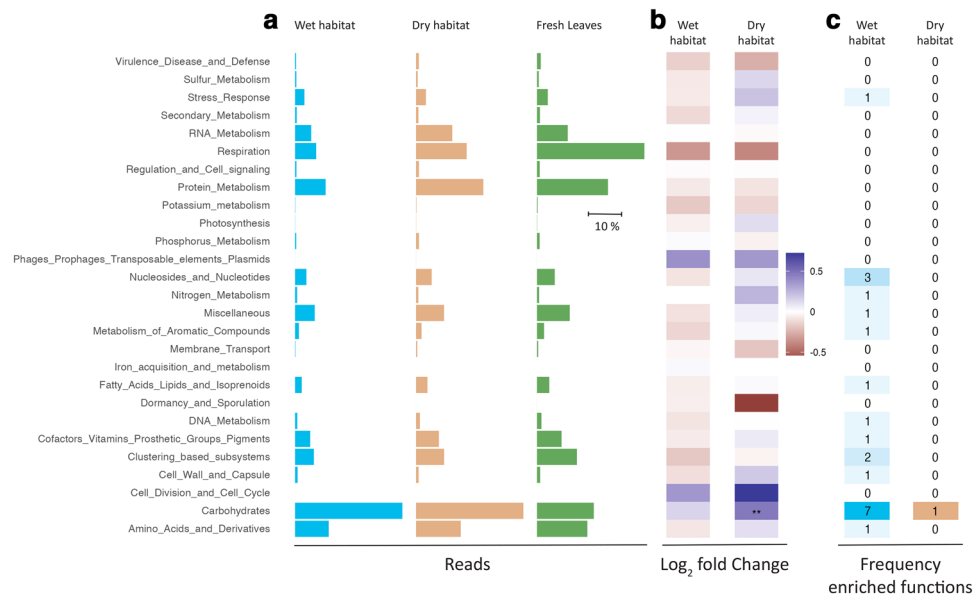 a
b
c
Wet habitat
Dry habitat
Fresh Leaves
Wet
habitat
Dry
habitat
Wet
habitat
Dry
habitat
Virulence_Disease_and_Defense 0 0
Sulfur_Metabolism 0 0
Stress_Response 1 0
Secondary_Metabolism 0 0
RNA_Metabolism 0 0
Respiration 0 0
Regulation_and_Cell_signaling 0 0
Protein_Metabolism 0 0
Potassium_metabolism 0 0
10 %
Photosynthesis 0 0
Phosphorus_Metabolism 0 0
Phages_Prophages_Transposable_elements_Plasmids 0 0
0.5
Nucleosides_and_Nucleotides 3 0
Nitrogen_Metabolism 1 0
Miscellaneous 0 1 0
Metabolism_of_Aromatic_Compounds 1 0
Membrane_Transport -0.5 0 0
Iron_acquisition_and_metabolism 0 0
Fatty_Acids_Lipids_and_Isoprenoids 1 0
Dormancy_and_Sporulation 0 0
DNA_Metabolism 1 0
Cofactors_Vitamins_Prosthetic_Groups_Pigments 1 0
Clustering_based_subsystems 2 0
Cell_Wall_and_Capsule 1 0
Cell_Division_and_Cell_Cycle 0 0
Carbohydrates ** 7 1
Amino_Acids_and_Derivatives 1 0
Reads
Log2 fold Change
Frequency
enriched functions